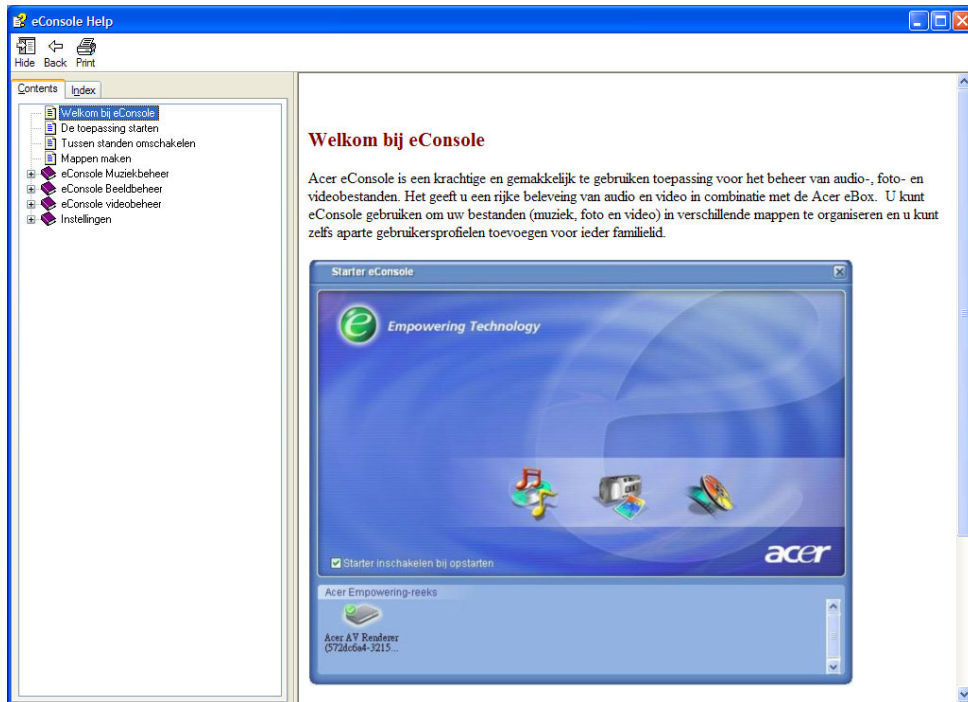 eConsole Help
Hide Back Print
Contents Index
Welkom bij eConsole
De toepassing starten
Tussen standen omschakelen
Mappen maken
eConsole Muziekbeheer
eConsole Beeldbeheer
eConsole videobeheer
Instellingen
Welkom bij eConsole
Acer eConsole is een krachtige en gemakkelijk te gebruiken toepassing voor het beheer van audio-, foto- en
videobestanden. Het geeft u een rijke beleving van audio en video in combinatie met de Acer eBox. U kunt
eConsole gebruiken om uw bestanden (muziek, foto en video) in verschillende mappen te organiseren en u kunt
zelfs aparte gebruikersprofielen toevoegen voor ieder familielid.
Starter eConsole
e Empowering Technology
Starter inschakelen bij opstarten
acer
Acer Empowering-reeks
Acer AV Renderer
(572dc6a4-3215...